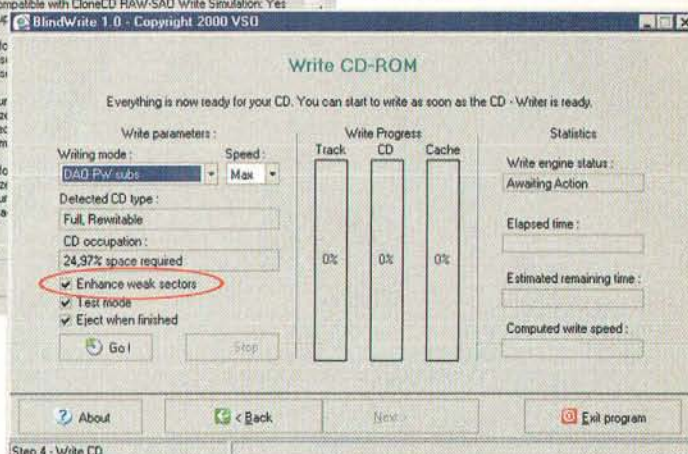 compatible with CloneCD RAW-SAO Write Simulation: Yes
BlindWrite 1.0 - Copyright 2000 VSO
Write CD-ROM
Everything is now ready for your CD. You can start to write as soon as the CD - Writer is ready.
Write parameters :
Writing mode :
Speed :
DAO PW subs
Max
Detected CD type :
Full, Rewritable
CD occupation :
24,97% space required
Enhance weak sectors
Test mode
Eject when finished
Go !
Stop
Write Progress
Track
CD
Cache
0%
0%
0%
Statistics
Write engine status :
Awaiting Action
Elapsed time :
Estimated remaining time :
Computed write speed :
About
< Back
Next >
Exit program
Step 4 - Write CD